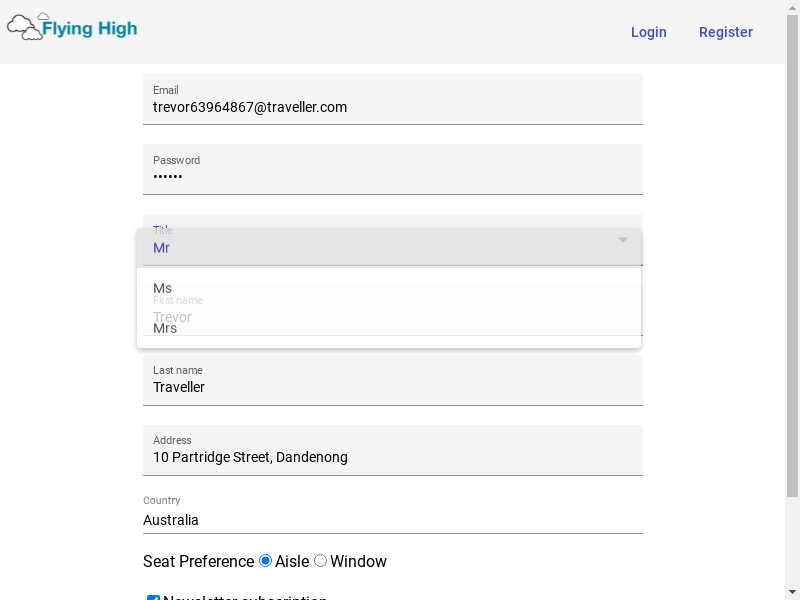 Flying High
Login
Register
Email
trevor63964867@traveller.com
Password
••••••
Title
Mr
Ms
First name
Trevor
Mrs
Last name
Traveller
Address
10 Partridge Street, Dandenong
Country
Australia
Seat Preference Aisle Window
Newsletter subscription